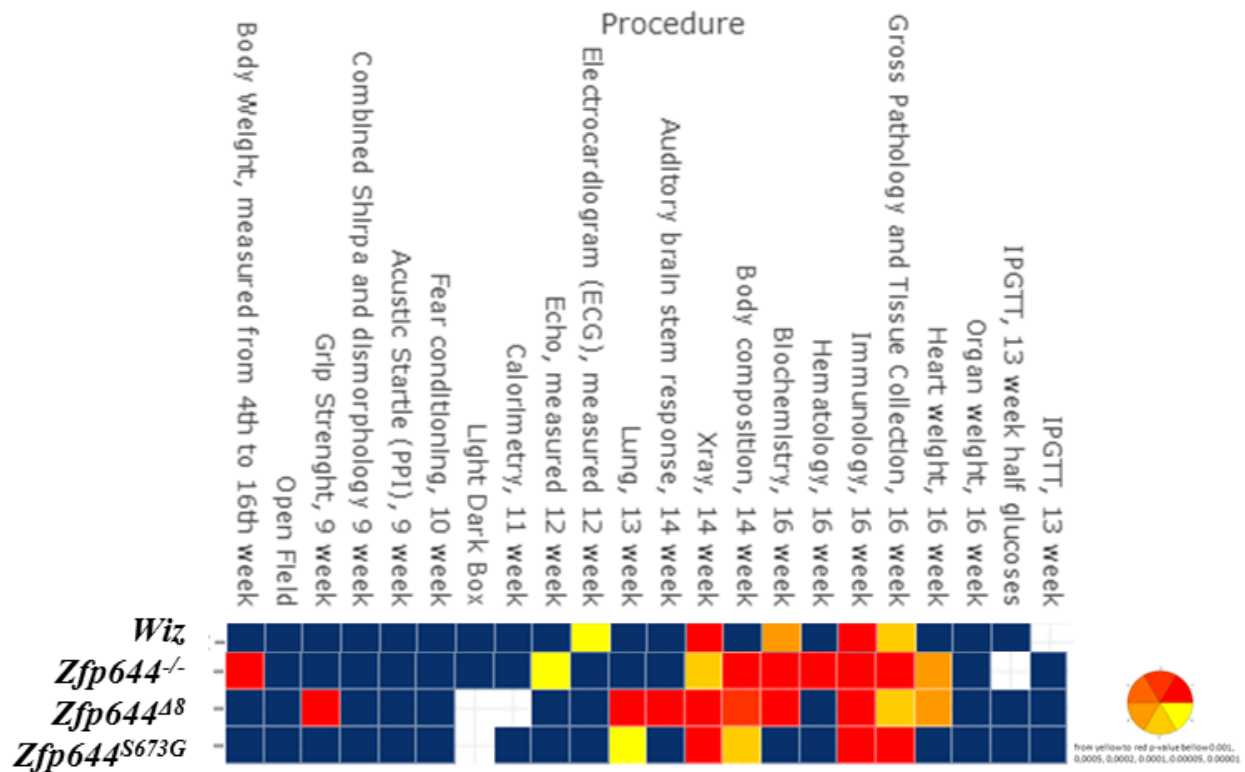 Procedure
Body Weight, measured from 4th to 16th week
Open Field
Grip Strenght, 9 week
Combined Shirpa and dismorphology 9 week
Acustic Startle (PPI), 9 week
Fear conditioning, 10 week
Light Dark Box
Calorimetry, 11 week
Echo, measured 12 week
Electrocardiogram (ECG), measured 12 week
Lung, 13 week
Auditory brain stem response, 14 week
Xray, 14 week
Body composition, 14 week
Biochemistry, 16 week
Hematology, 16 week
Immunology, 16 week
Gross Pathology and Tissue Collection, 16 week
Heart weight, 16 week
Organ weight, 16 week
IPGTT, 13 week half glucoses
IPGTT, 13 week
Wiz
Zfp644-/-
Zfp644Δ8
Zfp644S673G
from yellow to red p-value bellow 0.001,
0,0005, 0,0002, 0.0001, 0.00005, 0.00001